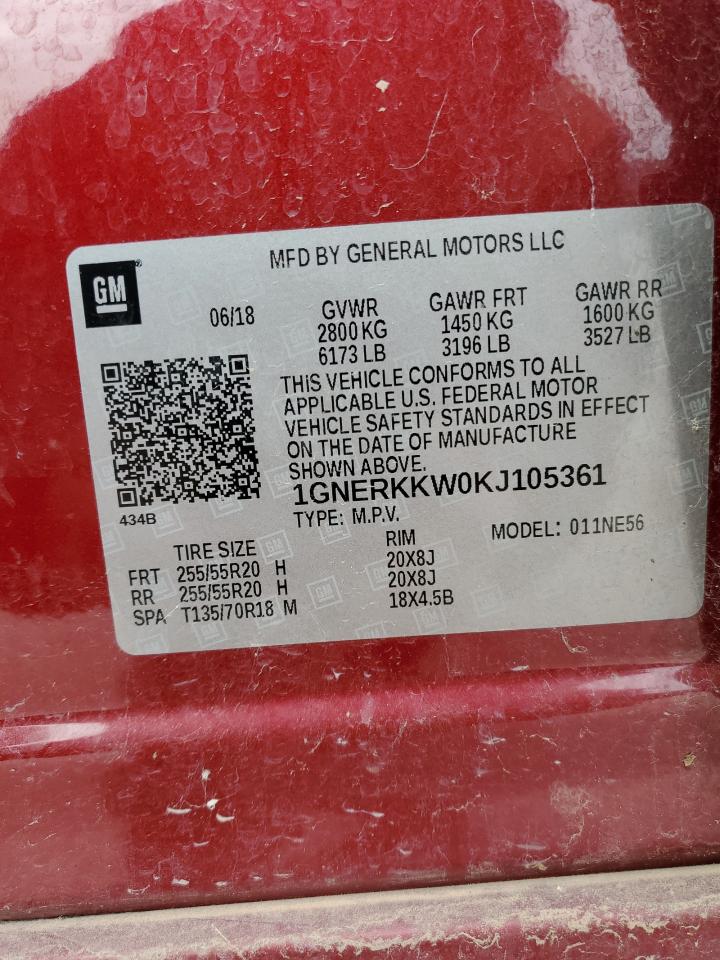 MFD BY GENERAL MOTORS LLC
GM
06/18
GVWR
2800 KG
6173 LB
GAWR FRT
1450 KG
3196 LB
GAWR RR
1600 KG
3527 LB
THIS VEHICLE CONFORMS TO ALL
APPLICABLE U.S. FEDERAL MOTOR
VEHICLE SAFETY STANDARDS IN EFFECT
ON THE DATE OF MANUFACTURE
SHOWN ABOVE.
434B
1GNERKKW0KJ105361
TYPE: M.P.V.
MODEL: 011NE56
TIRE SIZE RIM
FRT 255/55R20 H 20X8J
RR 255/55R20 H 20X8J
SPA T135/70R18 M 18X4.5B